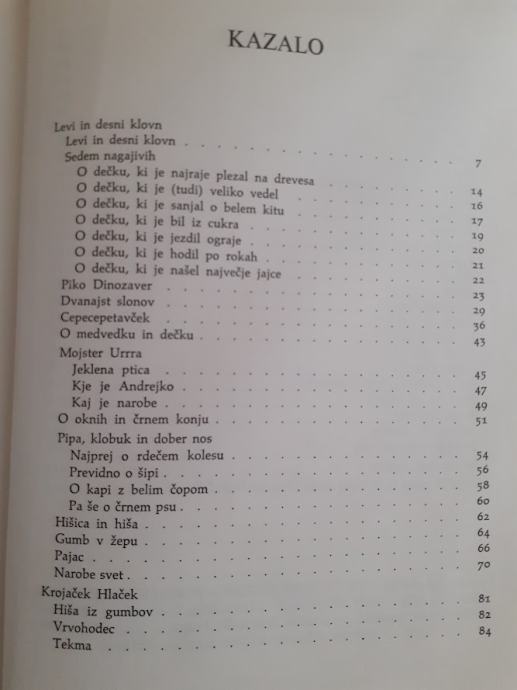 KAZALO
Levi in desni klovn
Levi in desni klovn . . . 7
Sedem nagajivih
O dečku, ki je najraje plezal na drevesa . . . 14
O dečku, ki je (tudi) veliko vedel . . . 16
O dečku, ki je sanjal o belem kitu . . . 17
O dečku, ki je bil iz cukra . . . 19
O dečku, ki je jezdil ograje . . . 20
O dečku, ki je hodil po rokah . . . 21
O dečku, ki je našel največje jajce . . . 22
Piko Dinozaver . . . 23
Dvanajst slonov . . . 29
Cepecepetavček . . . 36
O medvedku in dečku . . . 43
Mojster Urrra
Jeklena ptica . . . 45
Kje je Andrejko . . . 47
Kaj je narobe . . . 49
O oknih in črnem konju . . . 51
Pipa, klobuk in dober nos
Najprej o rdečem kolesu . . . 54
Previdno o šipi . . . 56
O kapi z belim čopom . . . 58
Pa še o črnem psu . . . 60
Hišica in hiša . . . 62
Gumb v žepu . . . 64
Pajac . . . 66
Narobe svet . . . 70
Krojaček Hlaček
Hiša iz gumbov . . . 81
Vrvohodec . . . 82
Tekma . . . 84